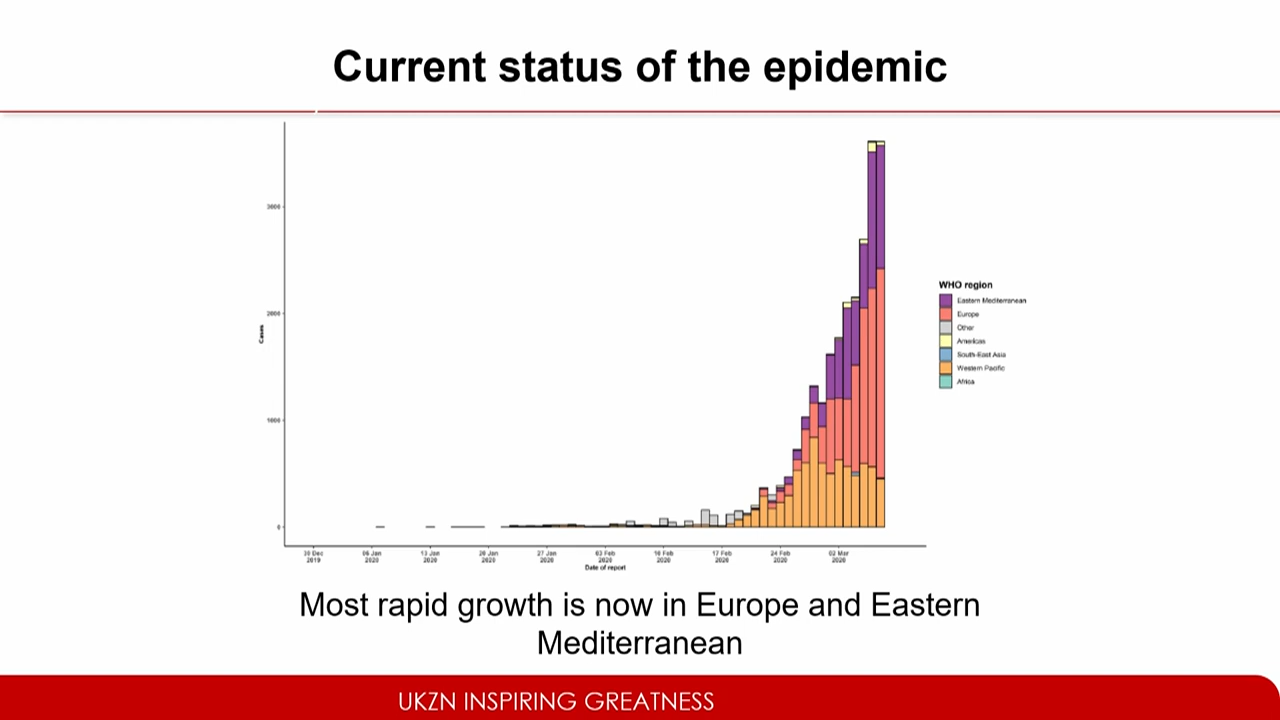 Current status of the epidemic
3000
2000
1000
0
Cases
30 Dec
2019
06 Jan
2020
13 Jan
2020
20 Jan
2020
27 Jan
2020
03 Feb
2020
10 Feb
2020
17 Feb
2020
24 Feb
2020
02 Mar
2020
Date of report
WHO region
Eastern Mediterranean
Europe
Other
Americas
South-East Asia
Western Pacific
Africa
Most rapid growth is now in Europe and Eastern
Mediterranean
UKZN INSPIRING GREATNESS